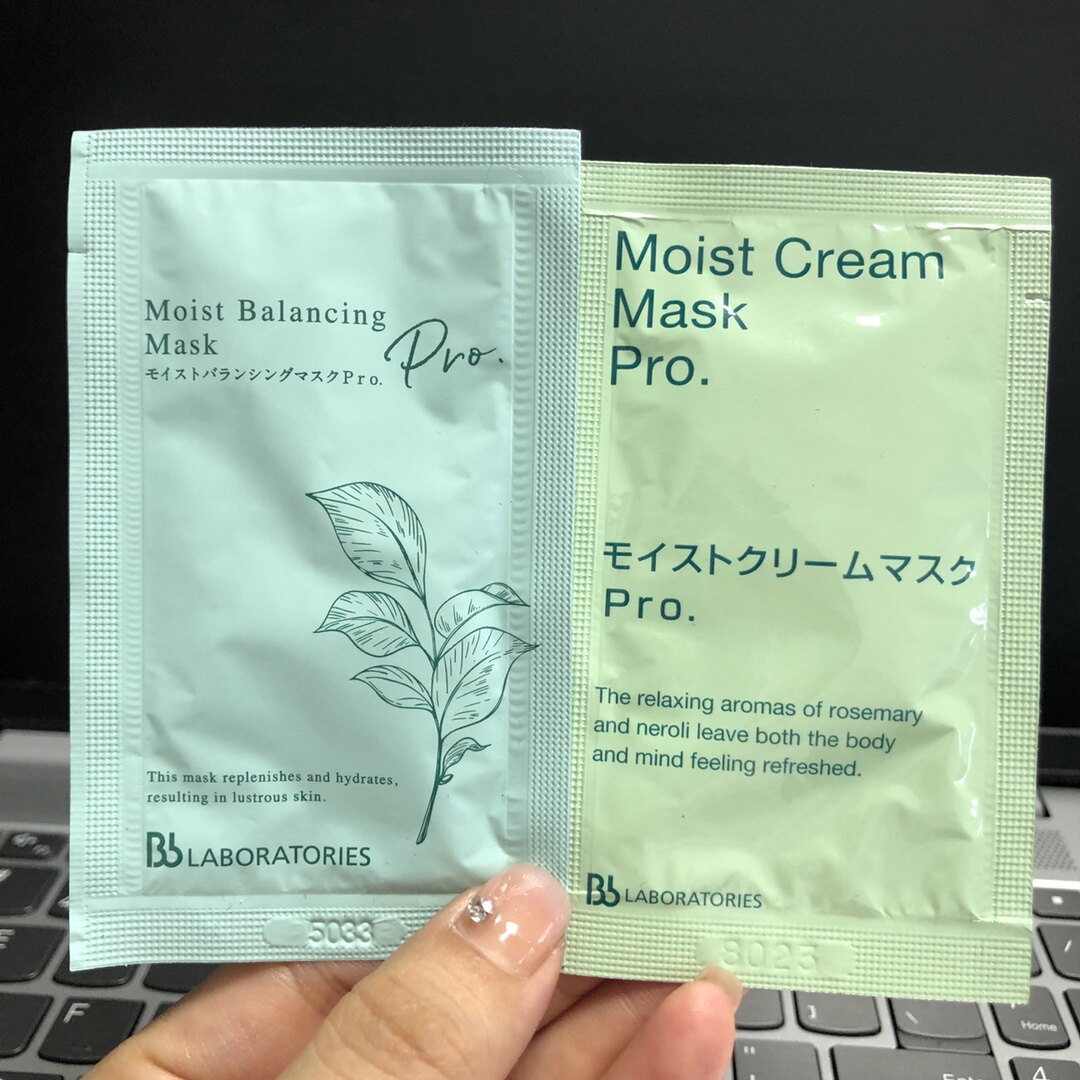 Moist Balancing
Mask
Pro.
モイストバランシングマスクPro.
This mask replenishes and hydrates,
resulting in lustrous skin.
Bb LABORATORIES
5033
Moist Cream
Mask
Pro.
モイストクリームマスク
Pro.
The relaxing aromas of rosemary
and neroli leave both the body
and mind feeling refreshed.
Bb LABORATORIES
8023
F
Home